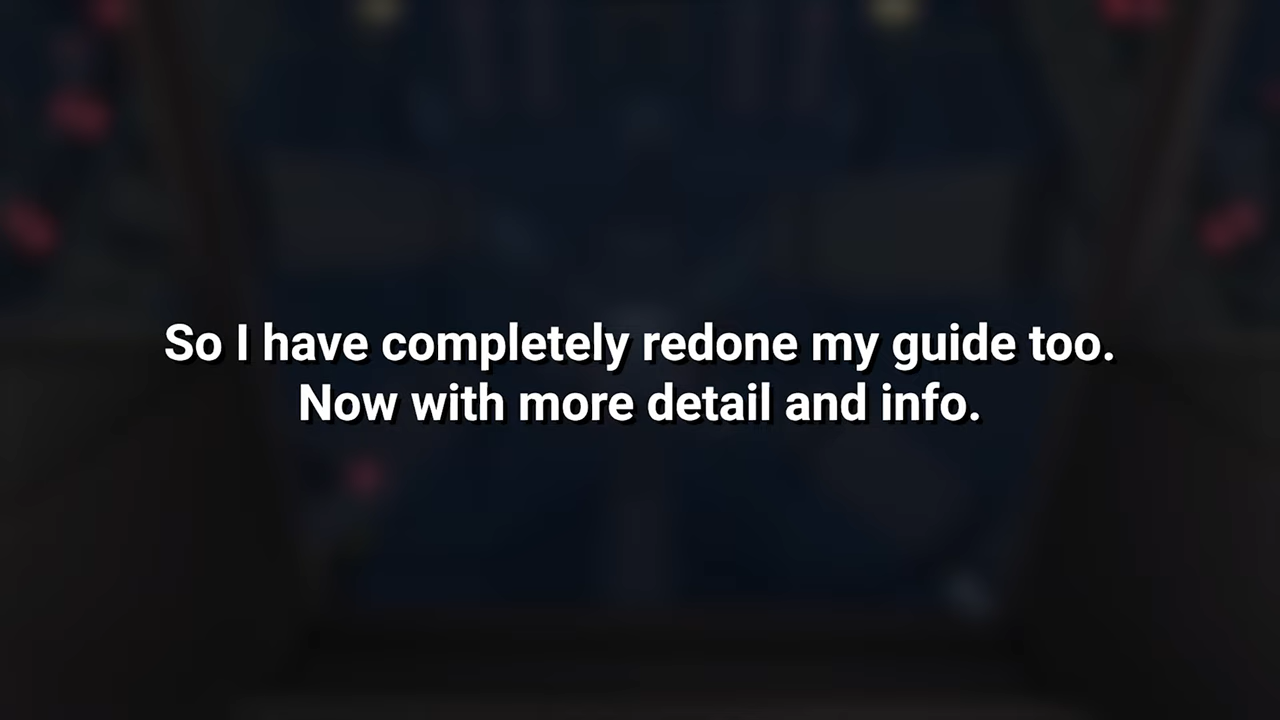 So I have completely redone my guide too.
Now with more detail and info.